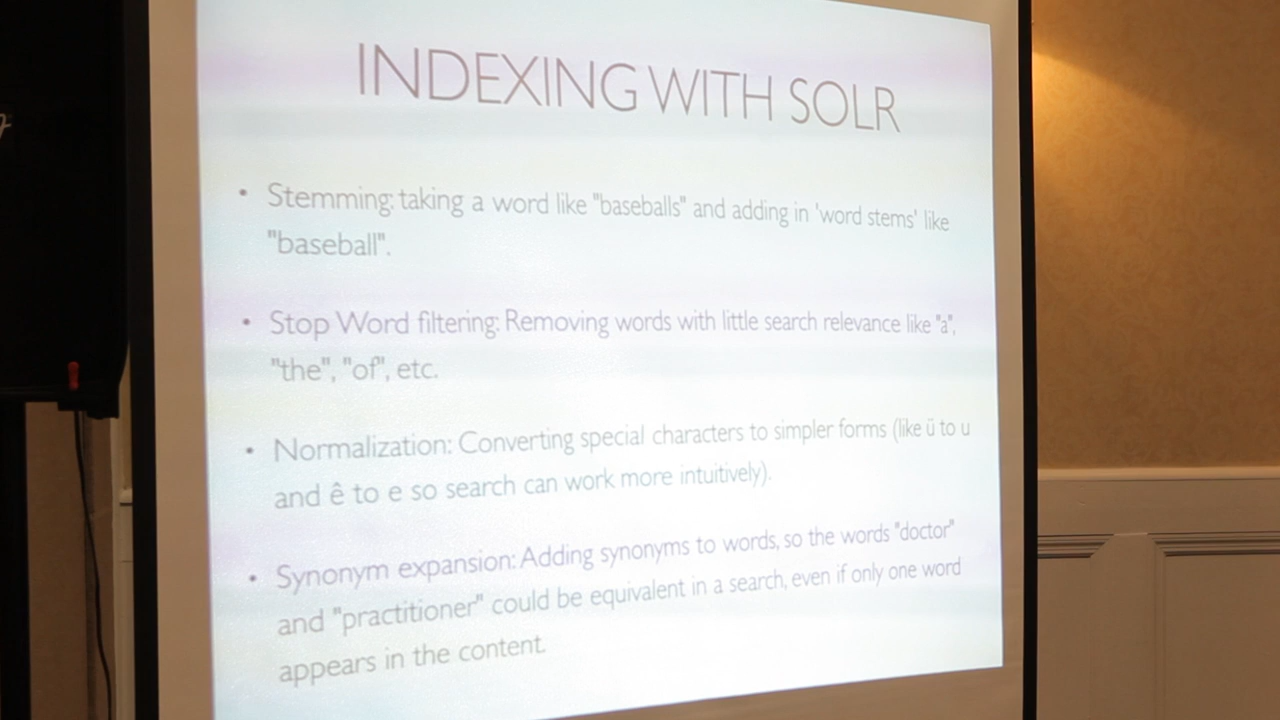 INDEXING WITH SOLR
• Stemming: taking a word like "baseballs" and adding in 'word stems' like
"baseball".
• Stop Word filtering: Removing words with little search relevance like "a",
"the", "of", etc.
• Normalization: Converting special characters to simpler forms (like ü to u
and ê to e so search can work more intuitively).
• Synonym expansion: Adding synonyms to words, so the words "doctor"
and "practitioner" could be equivalent in a search, even if only one word
appears in the content.